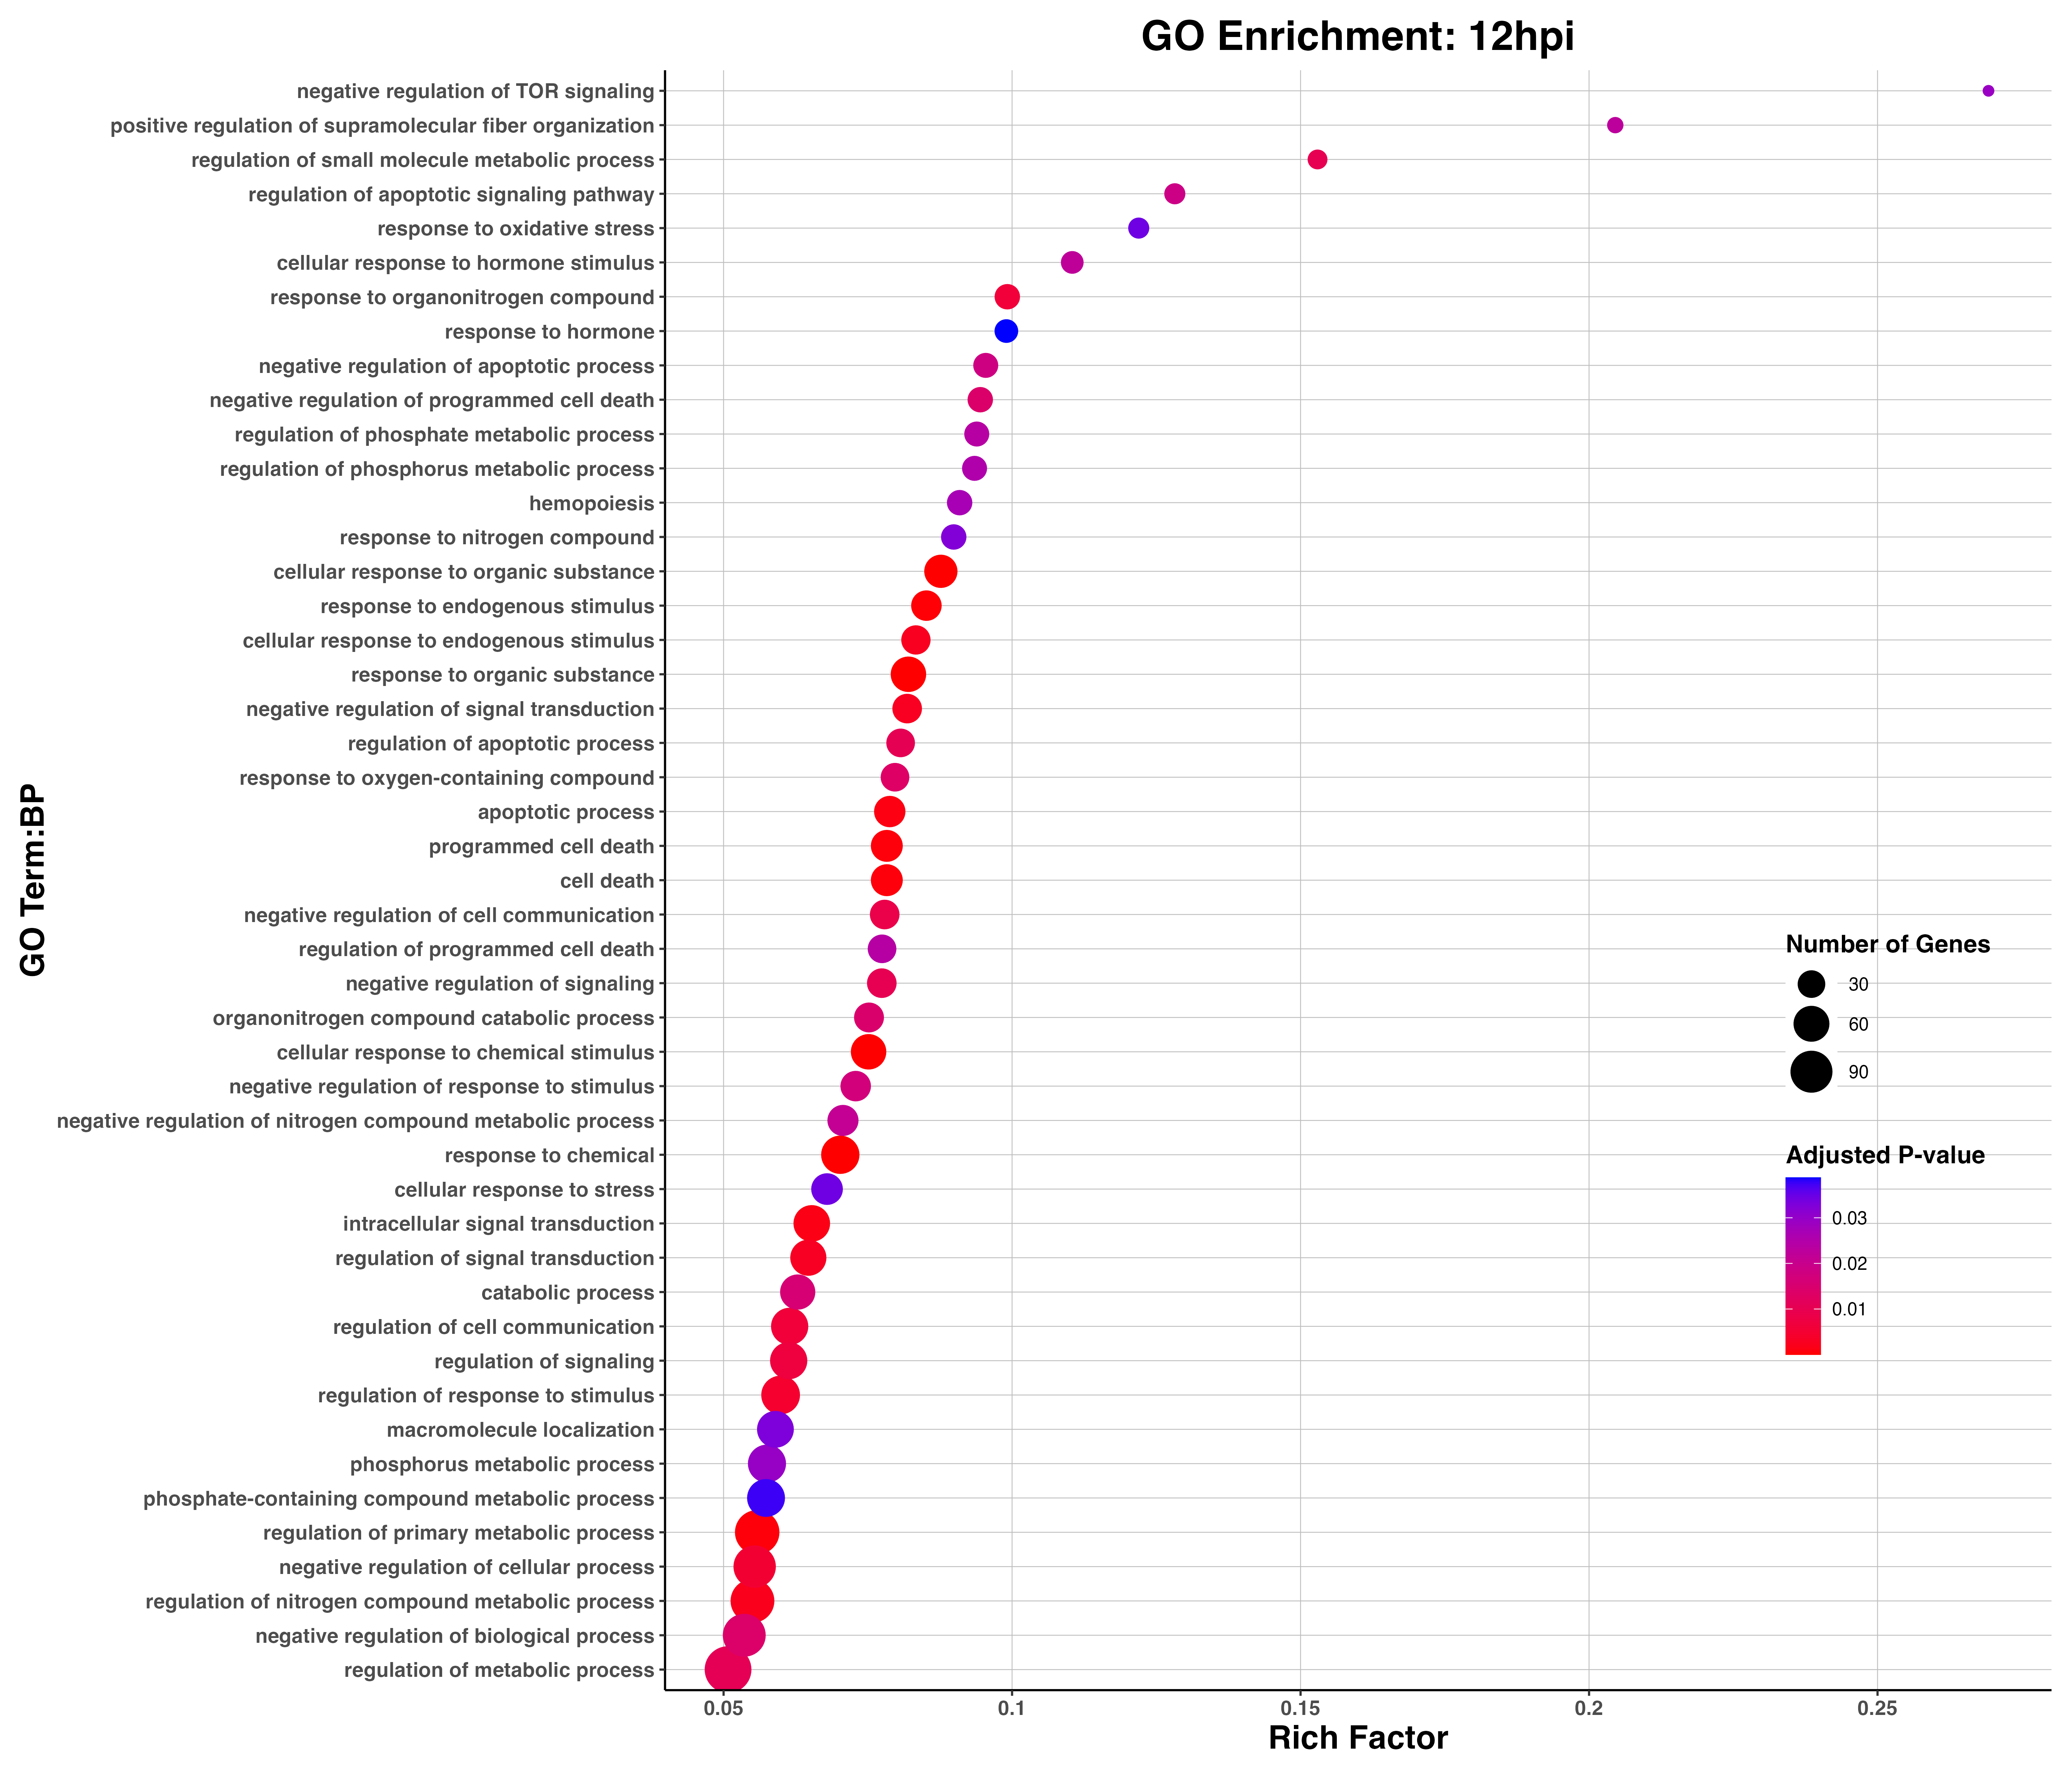 GO Enrichment: 12hpi
GO Term:BP
negative regulation of TOR signaling
positive regulation of supramolecular fiber organization
regulation of small molecule metabolic process
regulation of apoptotic signaling pathway
response to oxidative stress
cellular response to hormone stimulus
response to organonitrogen compound
response to hormone
negative regulation of apoptotic process
negative regulation of programmed cell death
regulation of phosphate metabolic process
regulation of phosphorus metabolic process
hemopoiesis
response to nitrogen compound
cellular response to organic substance
response to endogenous stimulus
cellular response to endogenous stimulus
response to organic substance
negative regulation of signal transduction
regulation of apoptotic process
response to oxygen-containing compound
apoptotic process
programmed cell death
cell death
negative regulation of cell communication
regulation of programmed cell death
negative regulation of signaling
organonitrogen compound catabolic process
cellular response to chemical stimulus
negative regulation of response to stimulus
negative regulation of nitrogen compound metabolic process
response to chemical
cellular response to stress
intracellular signal transduction
regulation of signal transduction
catabolic process
regulation of cell communication
regulation of signaling
regulation of response to stimulus
macromolecule localization
phosphorus metabolic process
phosphate-containing compound metabolic process
regulation of primary metabolic process
negative regulation of cellular process
regulation of nitrogen compound metabolic process
negative regulation of biological process
regulation of metabolic process
0.05 0.1 0.15 0.2 0.25
Rich Factor
Number of Genes
30
60
90
Adjusted P-value
0.03
0.02
0.01